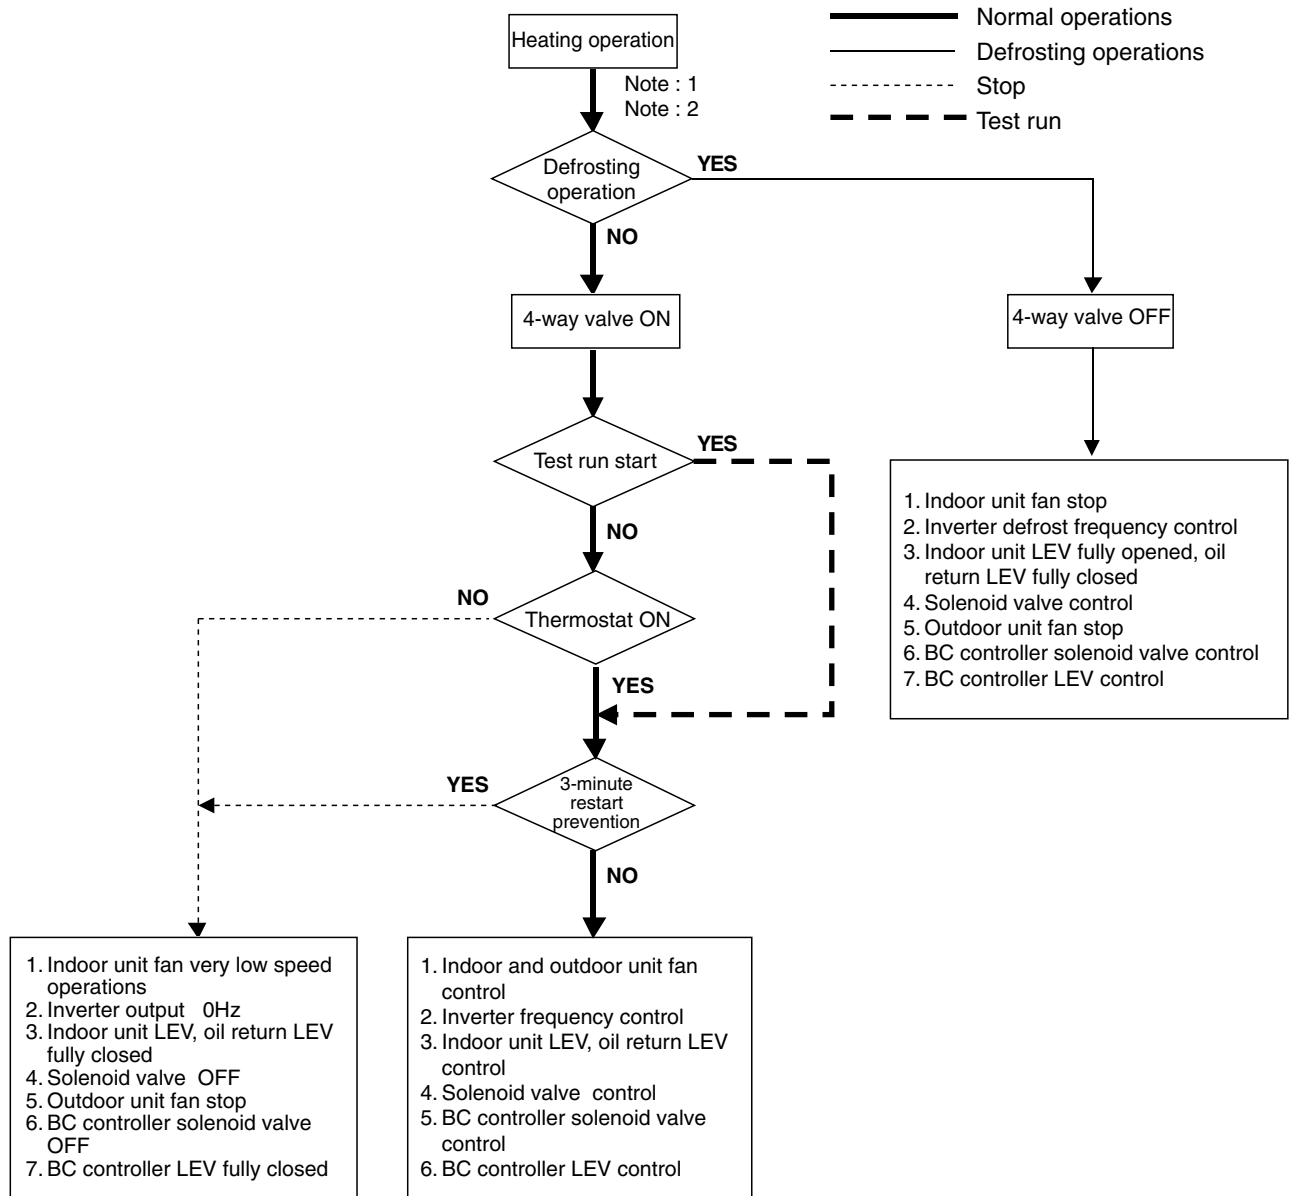 Heating operation
Normal operations
Defrosting operations
Stop
Test run
Note : 1
Note : 2
Defrosting
operation
YES
NO
4-way valve ON
4-way valve OFF
Test run start
YES
NO
Thermostat ON
NO
YES
3-minute
restart
prevention
YES
NO
1. Indoor unit fan stop
2. Inverter defrost frequency control
3. Indoor unit LEV fully opened, oil
return LEV fully closed
4. Solenoid valve control
5. Outdoor unit fan stop
6. BC controller solenoid valve control
7. BC controller LEV control
1. Indoor unit fan very low speed
operations
2. Inverter output 0Hz
3. Indoor unit LEV, oil return LEV
fully closed
4. Solenoid valve OFF
5. Outdoor unit fan stop
6. BC controller solenoid valve
OFF
7. BC controller LEV fully closed
1. Indoor and outdoor unit fan
control
2. Inverter frequency control
3. Indoor unit LEV, oil return LEV
control
4. Solenoid valve control
5. BC controller solenoid valve
control
6. BC controller LEV control